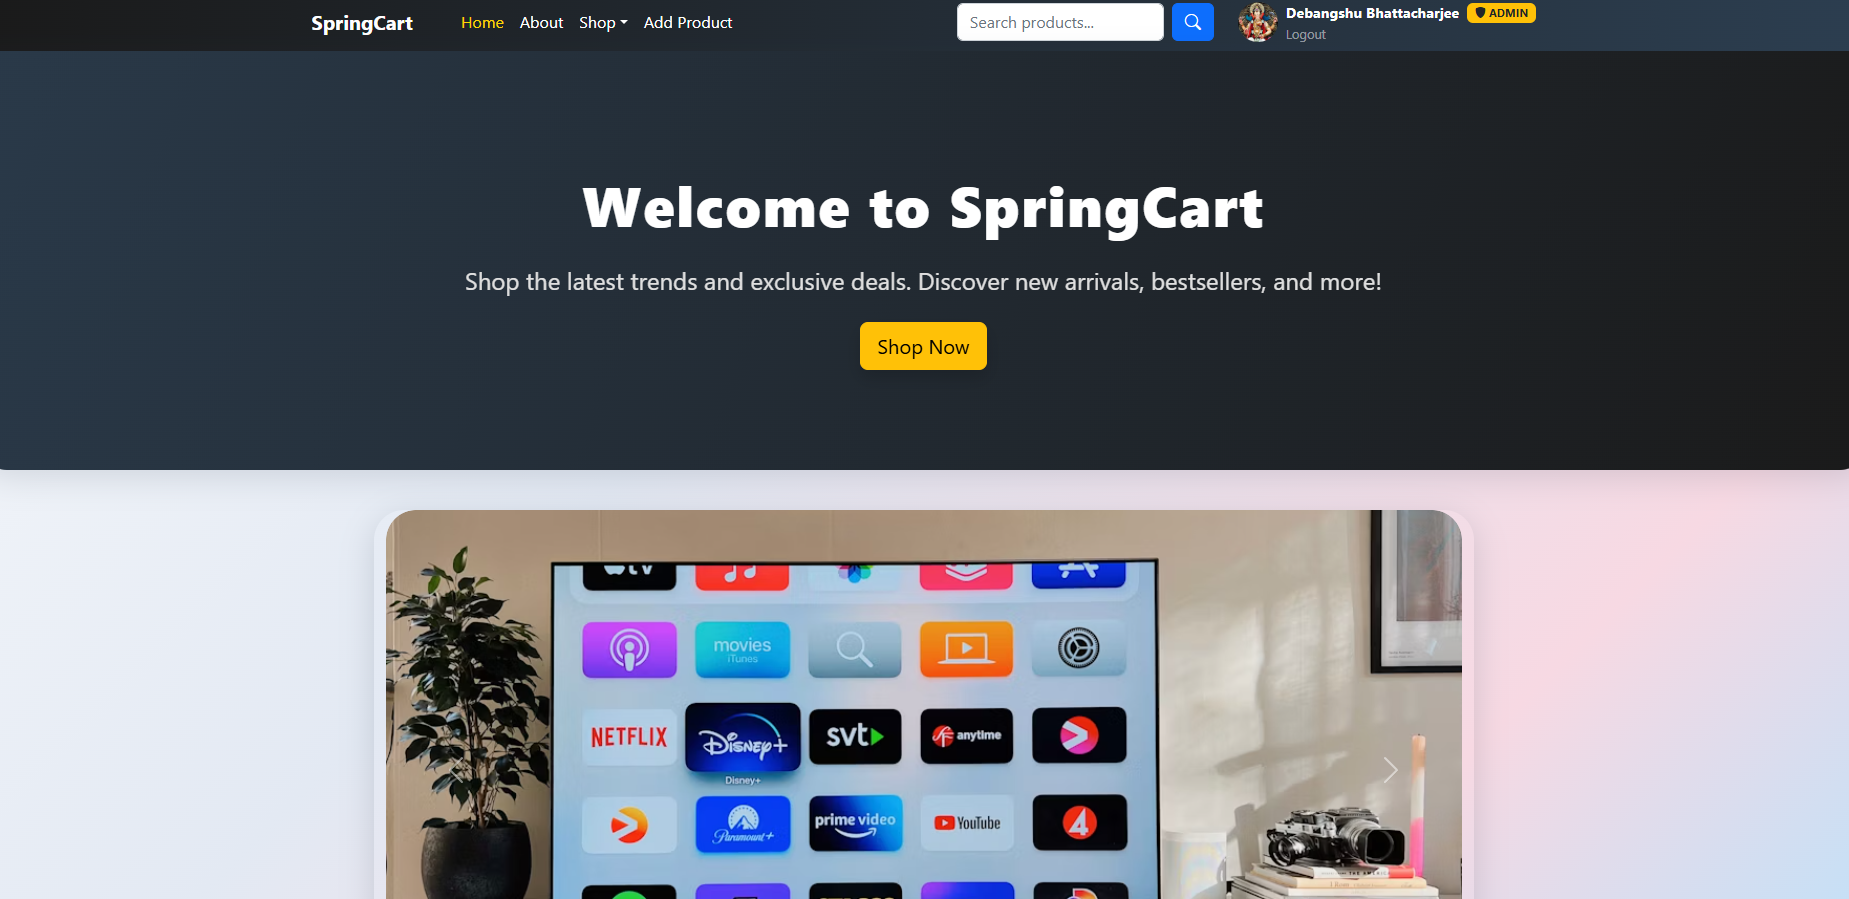 SpringCart
Home
About
Shop
Add Product
Search products...
Debangshu Bhattacharjee
ADMIN
Logout
Welcome to SpringCart
Shop the latest trends and exclusive deals. Discover new arrivals, bestsellers, and more!
Shop Now
tv
movies
iTunes
NETFLIX
Disney+
svt
anytime
Disney+
Paramount+
prime video
YouTube
4